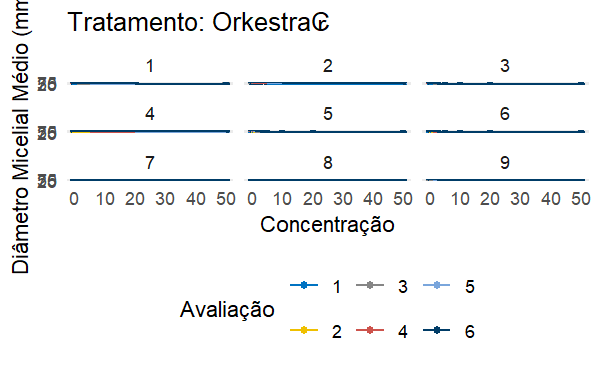 Tratamento: Orkestra₢
Diâmetro Micelial Médio (mm
1 2 3
4 5 6
7 8 9
0 10 20 30 40 50 0 10 20 30 40 50 0 10 20 30 40 50
Concentração
Avaliação
1 3 5
2 4 6